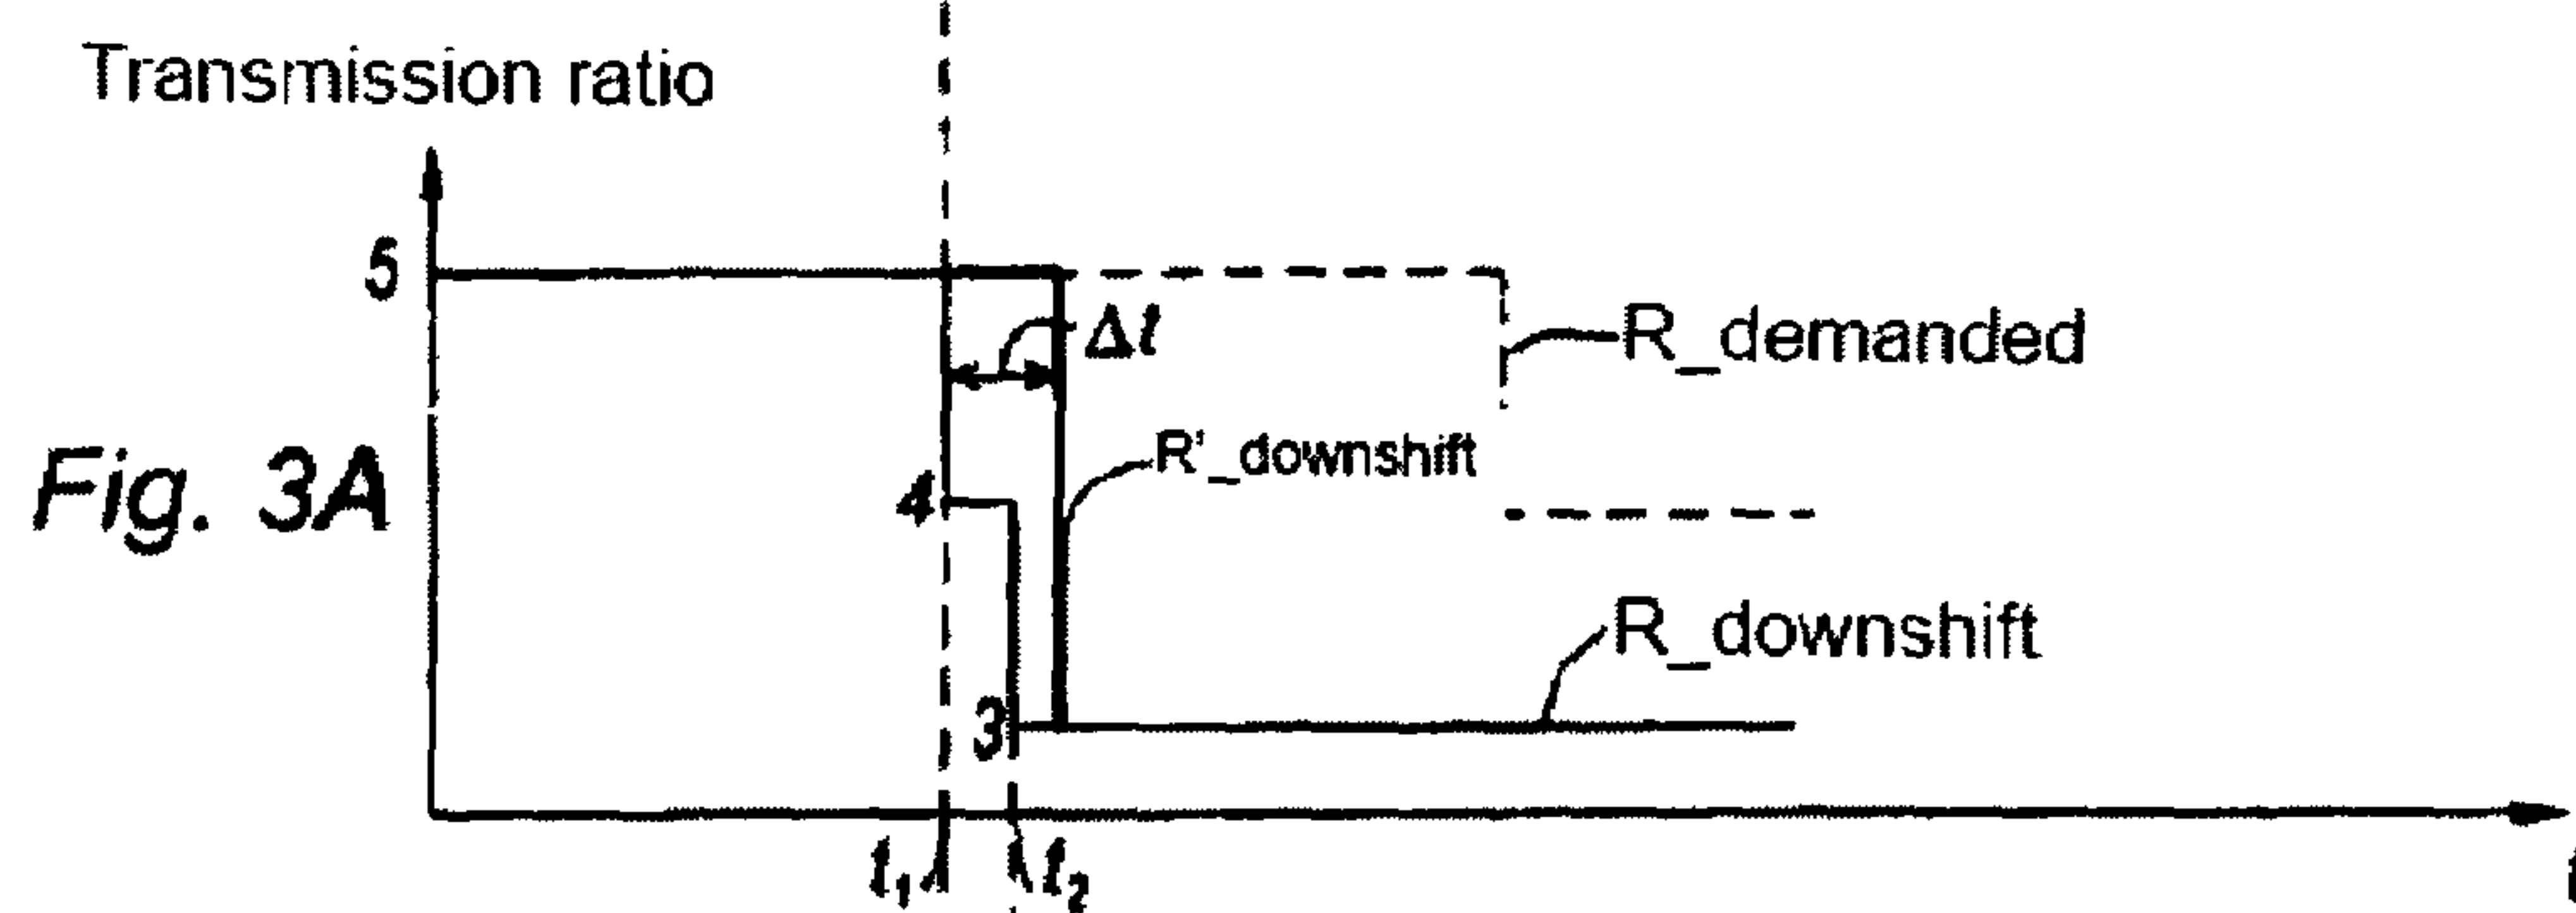 Transmission ratio
5
Δt
R_demanded
Fig. 3A
R'_downshift
4
R_downshift
3
t₁
t₂
t